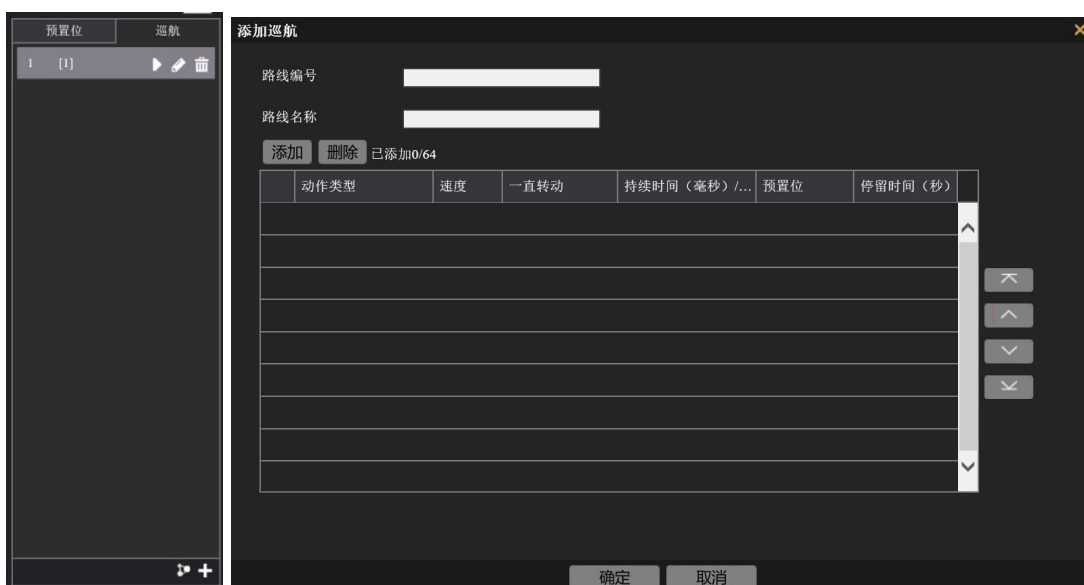 预置位 巡航
1 [1]
添加巡航
路线编号
路线名称
添加 删除 已添加0/64
动作类型 速度 一直转动 持续时间（毫秒）/... 预置位 停留时间（秒）
确定 取消